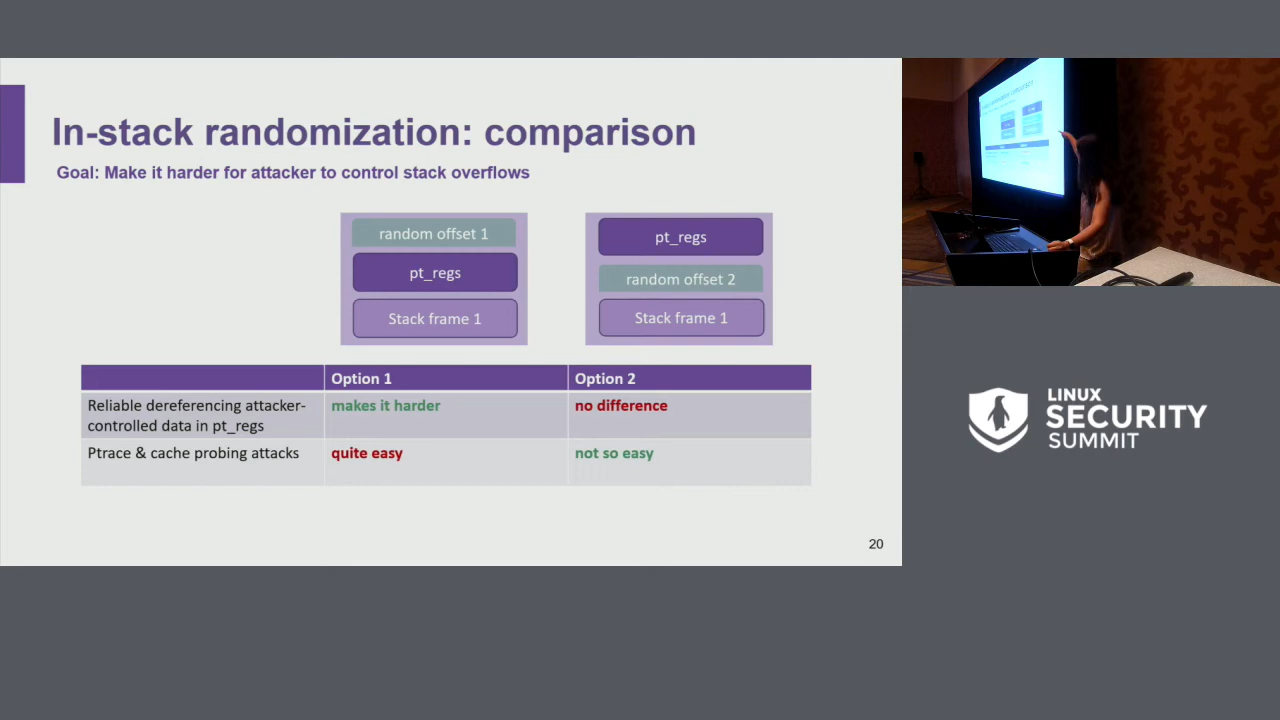 In-stack randomization: comparison
Goal: Make it harder for attacker to control stack overflows
random offset 1
pt_regs
Stack frame 1
pt_regs
random offset 2
Stack frame 1
Option 1
Option 2
Reliable dereferencing attacker-
controlled data in pt_regs
makes it harder
no difference
Ptrace & cache probing attacks
quite easy
not so easy
20
LINUX
SECURITY
SUMMIT